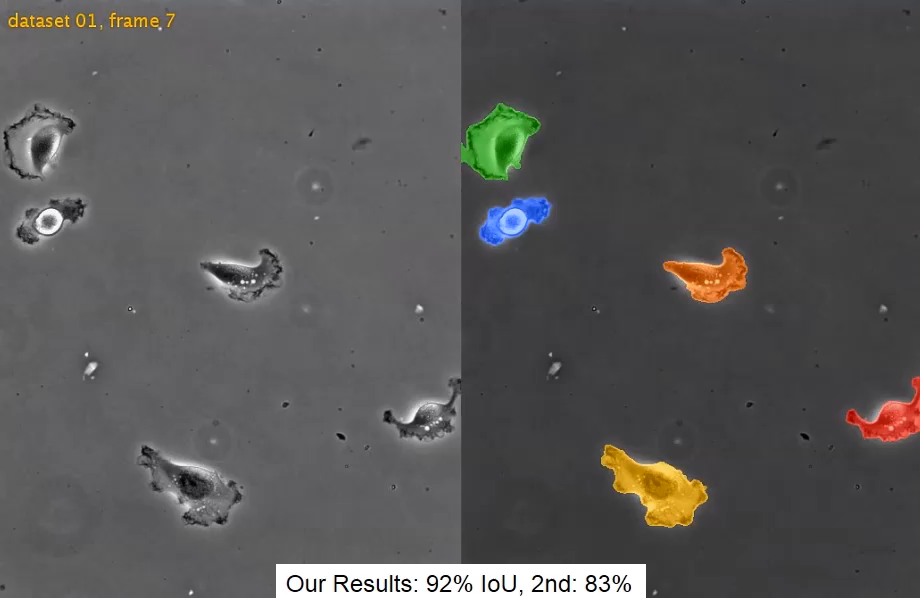 dataset 01, frame 7
Our Results: 92% IoU, 2nd: 83%